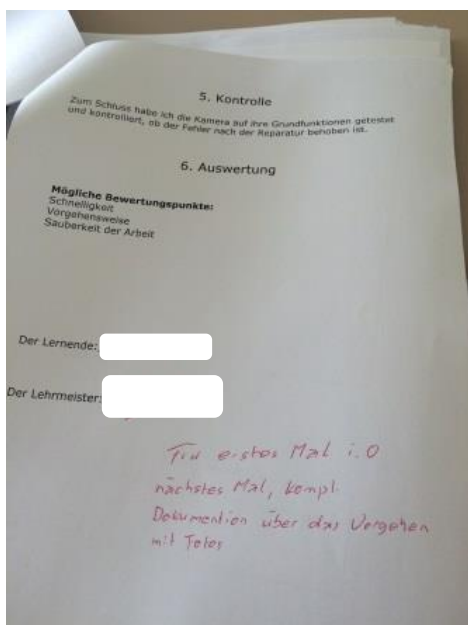 5. Kontrolle
Zum Schluss habe ich die Kamera auf ihre Grundfunktionen getestet
und kontrolliert, ob der Fehler nach der Reparatur behoben ist.
6. Auswertung
Mögliche Bewertungspunkte:
Schnelligkeit
Vorgehensweise
Sauberkeit der Arbeit
Der Lernende:
Der Lehrmeister:
Für erstes Mal i.O
nächstes Mal, kompl.
Dokumention über das Vorgehen
mit Fotos